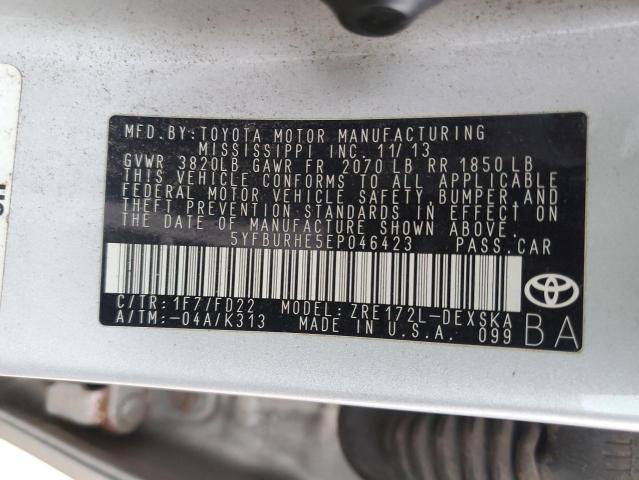 MFD.BY:TOYOTA MOTOR MANUFACTURING
MISSISSIPPI INC. 11/13
GVWR 3820LB GAWR FR 2070 LB RR 1850 LB
THIS VEHICLE CONFORMS TO ALL APPLICABLE
FEDERAL MOTOR VEHICLE SAFETY, BUMPER, AND
THEFT PREVENTION STANDARDS IN EFFECT ON
THE DATE OF MANUFACTURE SHOWN ABOVE.
5YFBURHE5EP046423 PASS.CAR
C/TR:1F7/FD22 MODEL:ZRE172L-DEXSKA
A/TM:-04A/K313 MADE IN U.S.A. 099
BA